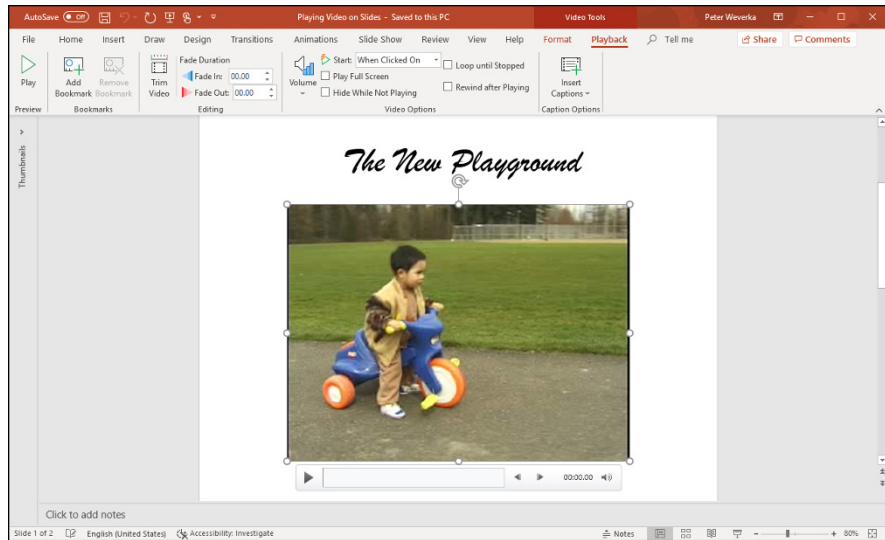 AutoSave Off Playing Video on Slides - Saved to this PC Video Tools Peter Weverka
File Home Insert Draw Design Transitions Animations Slide Show Review View Help Format Playback Tell me Share Comments
Play
Add Bookmark
Remove Bookmark
Trim Video
Fade Duration
Fade In: 00.00
Fade Out: 00.00
Volume
Start: When Clicked On
Play Full Screen
Hide While Not Playing
Loop until Stopped
Rewind after Playing
Insert Captions
Preview Bookmarks Editing Video Options Caption Options
Thumbnails
The New Playground
00:00.00
Click to add notes
Slide 1 of 2 English (United States) Accessibility: Investigate Notes 80%